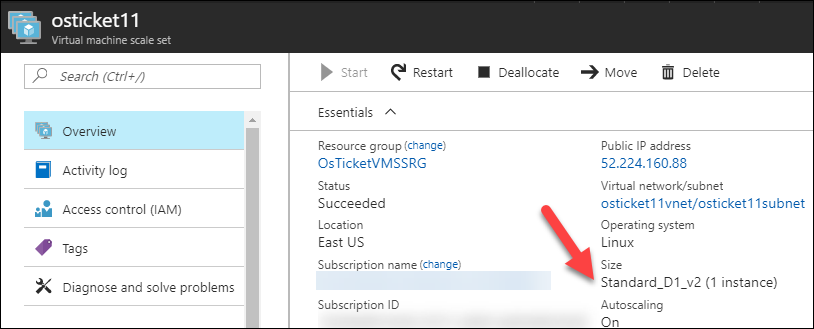 osticket11
Virtual machine scale set
Search (Ctrl+/)
Overview
Activity log
Access control (IAM)
Tags
Diagnose and solve problems
Start Restart Deallocate Move Delete
Essentials
Resource group (change)
OsTicketVMSSRG
Status
Succeeded
Location
East US
Subscription name (change)
Subscription ID
Public IP address
52.224.160.88
Virtual network/subnet
osticket11vnet/osticket11subnet
Operating system
Linux
Size
Standard_D1_v2 (1 instance)
Autoscaling
On